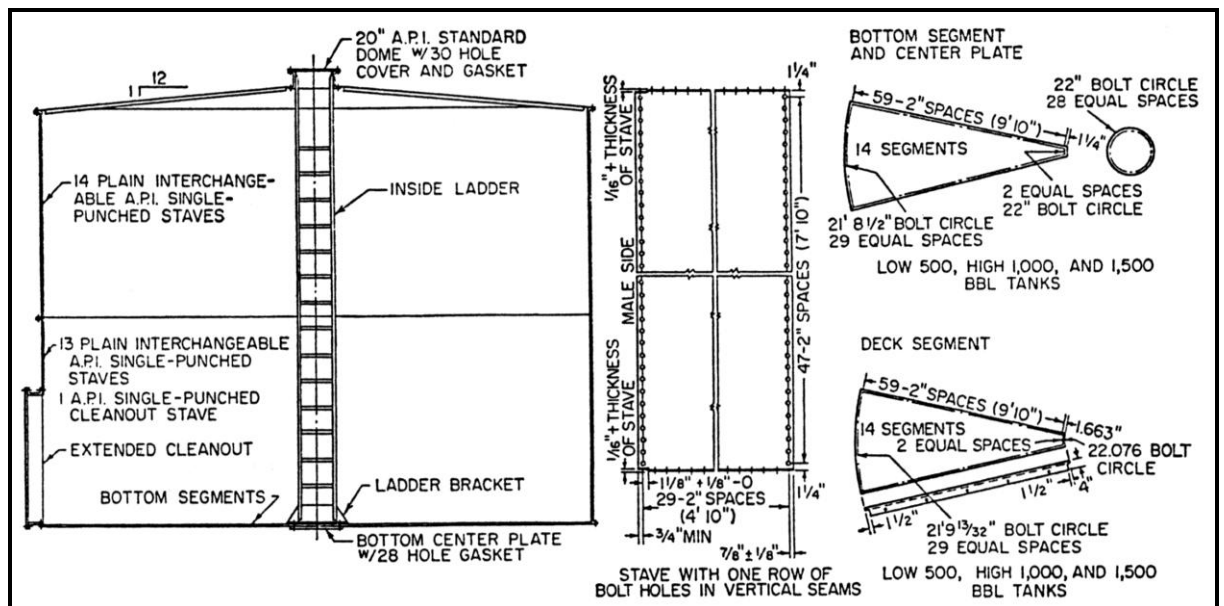 20" A.P.I. STANDARD
DOME W/30 HOLE
COVER AND GASKET
12
1
14 PLAIN INTERCHANGE-
ABLE A.P.I. SINGLE-
PUNCHED STAVES
INSIDE LADDER
13 PLAIN INTERCHANGEABLE
A.P.I. SINGLE-PUNCHED
STAVES
1 A.P.I. SINGLE-PUNCHED
CLEANOUT STAVE
EXTENDED CLEANOUT
BOTTOM SEGMENTS
LADDER BRACKET
BOTTOM CENTER PLATE
W/28 HOLE GASKET
1/16" + THICKNESS
OF STAVE
MALE SIDE
1/16" + THICKNESS
OF STAVE
1 1/4"
47-2" SPACES (7' 10")
1 1/8" + 1/8" - 0
29-2" SPACES
(4' 10")
3/4" MIN
1 1/4"
7/8" ± 1/8"
STAVE WITH ONE ROW OF
BOLT HOLES IN VERTICAL SEAMS
BOTTOM SEGMENT
AND CENTER PLATE
59-2" SPACES (9' 10")
1 1/4"
22" BOLT CIRCLE
28 EQUAL SPACES
14 SEGMENTS
2 EQUAL SPACES
22" BOLT CIRCLE
21' 8 1/2" BOLT CIRCLE
29 EQUAL SPACES
LOW 500, HIGH 1,000, AND 1,500
BBL TANKS
DECK SEGMENT
59-2" SPACES (9' 10")
1.663"
14 SEGMENTS
2 EQUAL SPACES
22.076 BOLT
CIRCLE
1 1/2"
4"
1 1/2"
21' 9 13/32" BOLT CIRCLE
29 EQUAL SPACES
LOW 500, HIGH 1,000, AND 1,500
BBL TANKS